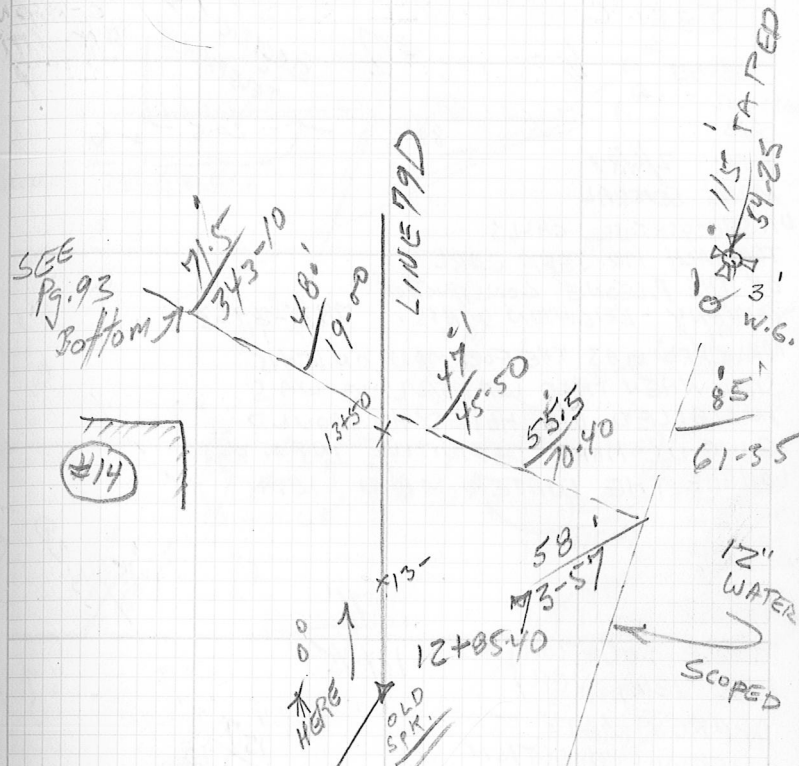 115' TAPED
54-25
3'
W.G.
LINE 79D
SEE
Pg. 93
Bottom
71.5'
343-10
48'
19-00
47'
45-50
55.5'
70-40
85'
61-35
13+50
#14
58'
73-57
13-
12+85.40
12"
WATER
SCOPED
0°
HERE
OLD
SPK.